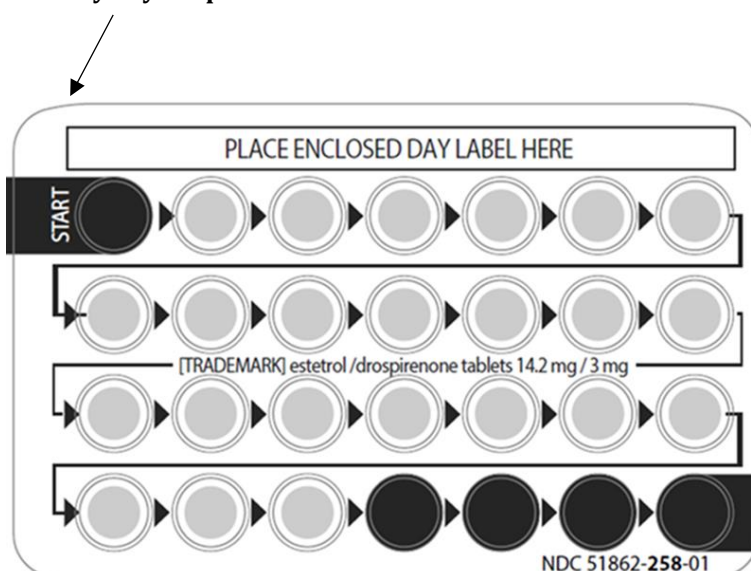 PLACE ENCLOSED DAY LABEL HERE
START
[TRADEMARK] estetrol /drospirenone tablets 14.2 mg / 3 mg
NDC 51862-258-01